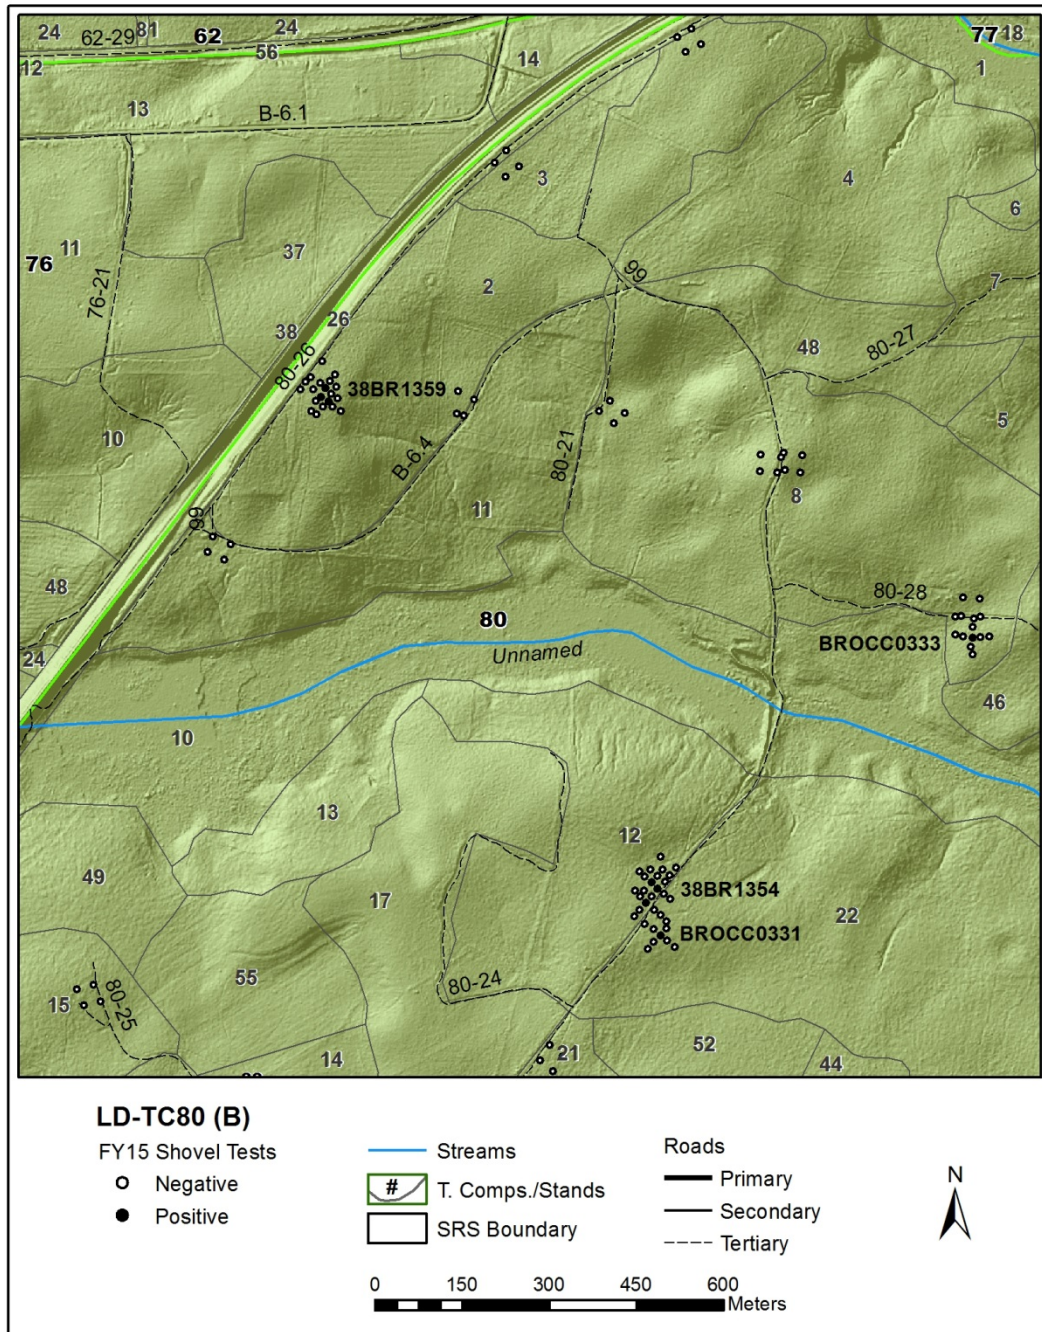 24
81
24
62-29
62
56
77
18
12
14
1
13
B-6.1
3
4
6
11
76
37
76-21
2
99
7
38
26
80-26
48
80-27
38BR1359
5
10
B-6.4
80-21
8
99
11
48
80-28
80
24
Unnamed
BROCC0333
46
10
13
12
49
17
38BR1354
22
BROCC0331
80-24
55
15
80-25
14
21
52
44
LD-TC80 (B)
FY15 Shovel Tests
Negative
Positive
Streams
# T. Comps./Stands
SRS Boundary
Roads
Primary
Secondary
Tertiary
N
0 150 300 450 600
Meters